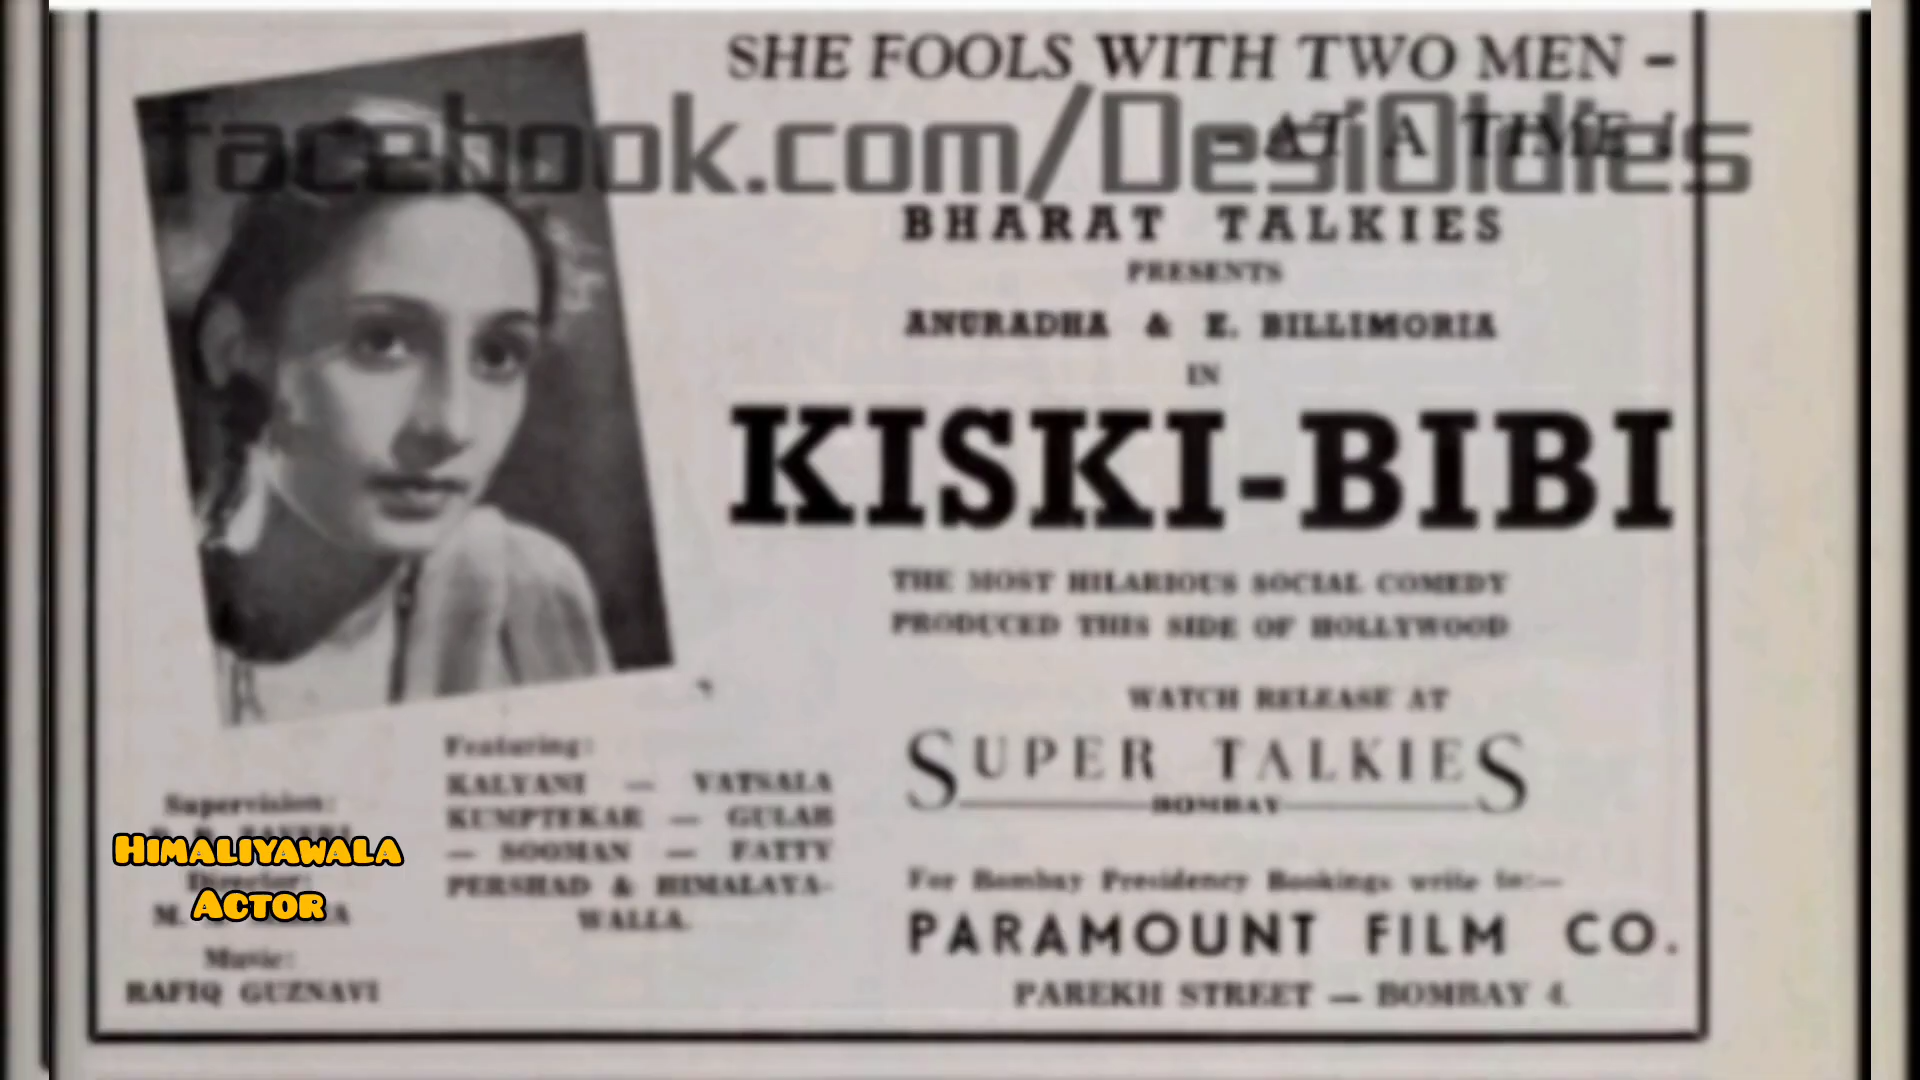 SHE FOOLS WITH TWO MEN –
facebook.com/DesiOldies
– AT A TIME !
BHARAT TALKIES
PRESENTS
ANURADHA & E. BILLIMORIA
IN
KISKI-BIBI
THE MOST HILARIOUS SOCIAL COMEDY
PRODUCED THIS SIDE OF HOLLYWOOD
WATCH RELEASE AT
SUPER TALKIES
BOMBAY
For Bombay Presidency Bookings write to:—
PARAMOUNT FILM CO.
PAREKH STREET — BOMBAY 4.
Featuring:
KALYANI — VATSALA
KUMPTEKAR — GULAB
— SOOMAN — FATTY
PERSHAD & HIMALAYA-
WALLA.
Supervision:
HIMALIYAWALA
Director:
ACTOR
Music:
RAFIQ GUZNAVI